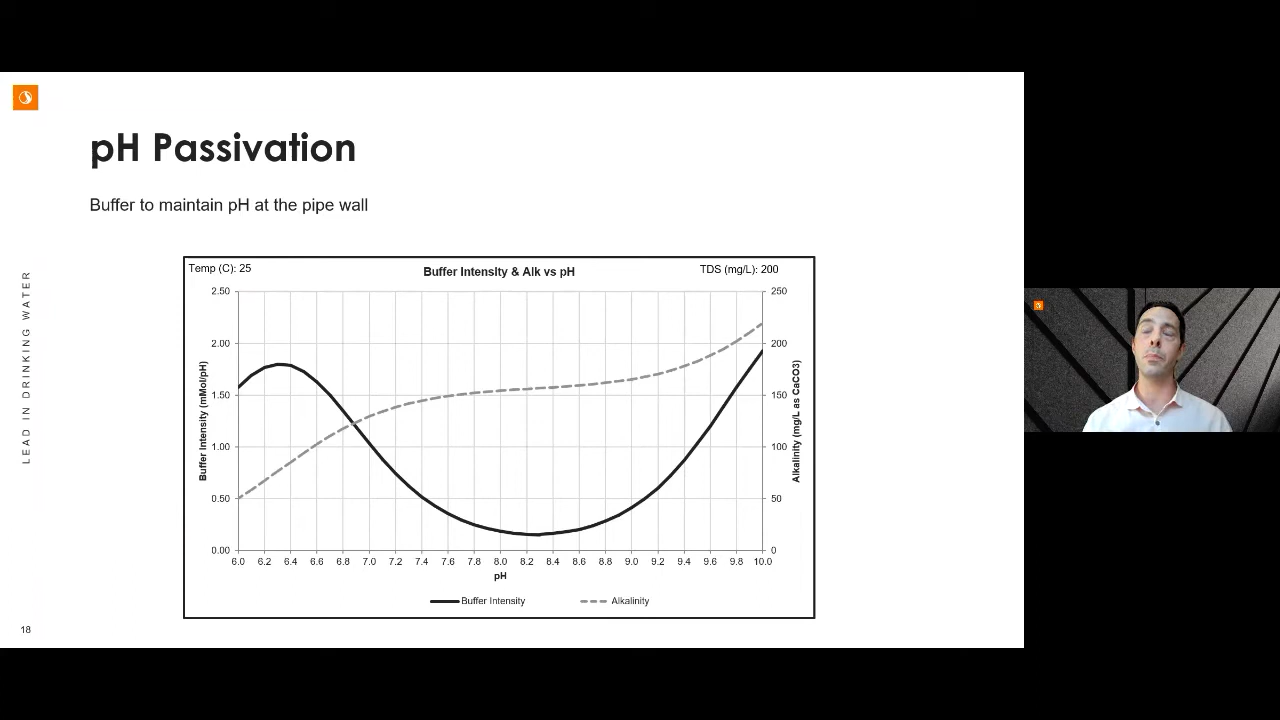 pH Passivation
Buffer to maintain pH at the pipe wall
LEAD IN DRINKING WATER
Temp (C): 25
Buffer Intensity & Alk vs pH
TDS (mg/L): 200
Buffer Intensity (mMol/pH)
2.50
2.00
1.50
1.00
0.50
0.00
250
200
150
100
50
0
Alkalinity (mg/L as CaCO3)
6.0 6.2 6.4 6.6 6.8 7.0 7.2 7.4 7.6 7.8 8.0 8.2 8.4 8.6 8.8 9.0 9.2 9.4 9.6 9.8 10.0
pH
Buffer Intensity Alkalinity
18